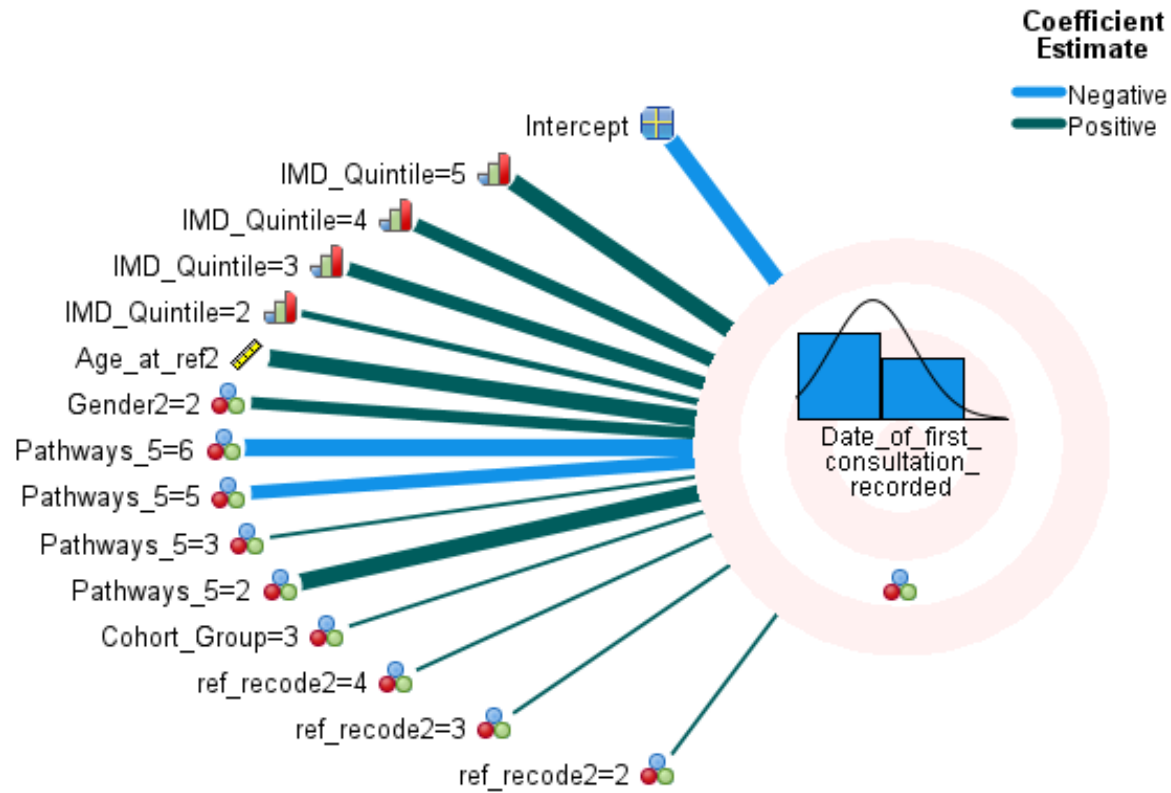 Coefficient
Estimate
Negative
Positive
Intercept
IMD_Quintile=5
IMD_Quintile=4
IMD_Quintile=3
IMD_Quintile=2
Age_at_ref2
Gender2=2
Pathways_5=6
Pathways_5=5
Pathways_5=3
Pathways_5=2
Cohort_Group=3
ref_recode2=4
ref_recode2=3
ref_recode2=2
Date_of_first_
consultation_
recorded